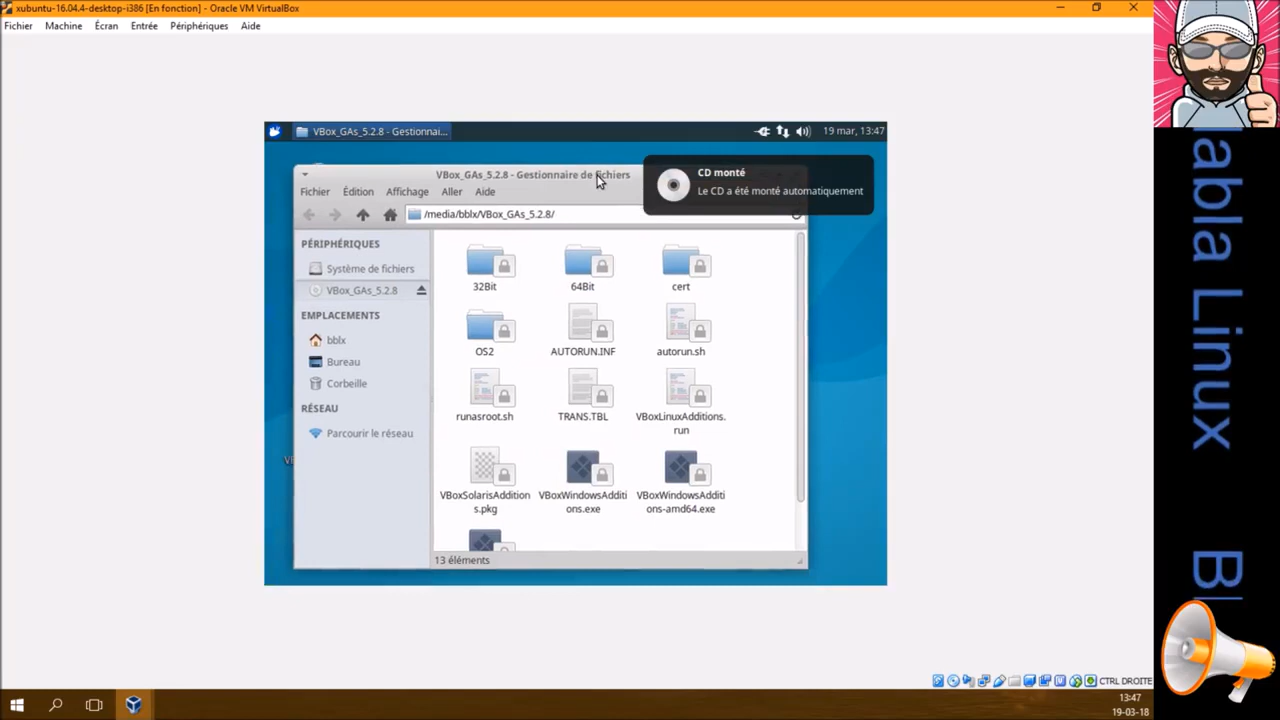 xubuntu-16.04.4-desktop-i386 [En fonction] - Oracle VM VirtualBox
Fichier Machine Écran Entrée Périphériques Aide
VBox_GAs_5.2.8 - Gestionnai...
19 mar, 13:47
VBox_GAs_5.2.8 - Gestionnaire de fichiers
CD monté
Le CD a été monté automatiquement
Fichier Édition Affichage Aller Aide
/media/bblx/VBox_GAs_5.2.8/
PÉRIPHÉRIQUES
Système de fichiers
VBox_GAs_5.2.8
EMPLACEMENTS
bblx
Bureau
Corbeille
RÉSEAU
Parcourir le réseau
32Bit
64Bit
cert
OS2
AUTORUN.INF
autorun.sh
runasroot.sh
TRANS.TBL
VBoxLinuxAdditions.
run
VBoxSolarisAddition
s.pkg
VBoxWindowsAdditi
ons.exe
VBoxWindowsAdditi
ons-amd64.exe
13 éléments
CTRL DROITE
13:47
19-03-18
abla Linux
Bl